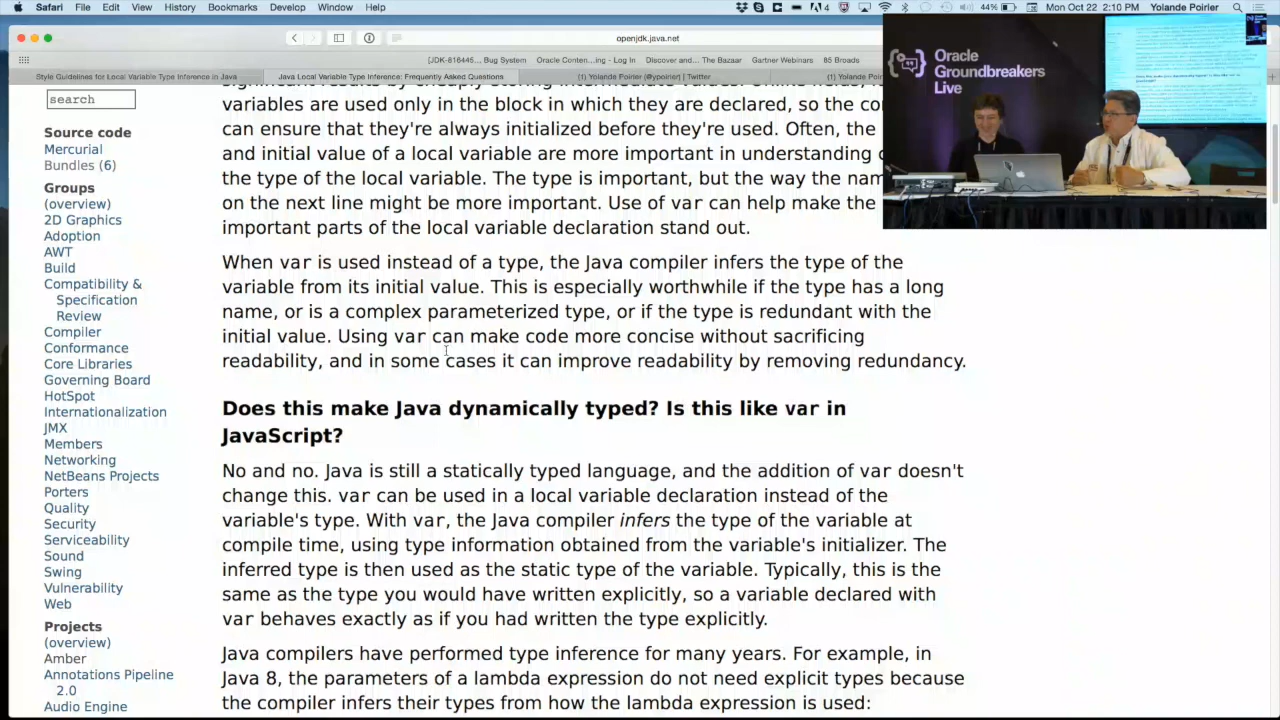 Safari File Edit View History Bookmarks Develop Window Help
44% Mon Oct 22 2:10 PM Yolande Poirier
openjdk.java.net
Style Guidelines for Local Variable Type Inference in Java
Java Local Variable Type Inference: Frequently
search
Source code
Mercurial
Bundles (6)
Groups
(overview)
2D Graphics
Adoption
AWT
Build
Compatibility &
Specification
Review
Compiler
Conformance
Core Libraries
Governing Board
HotSpot
Internationalization
JMX
Members
Networking
NetBeans Projects
Porters
Quality
Security
Serviceability
Sound
Swing
Vulnerability
Web
Projects
(overview)
Amber
Annotations Pipeline
2.0
Audio Engine
which they are declared, so the co
can ensure that they're always initialized before they're used. Often, the
and initial value of a local variable are more important in understanding
the type of the local variable. The type is important, but the way the nam
on the next line might be more important. Use of var can help make the
important parts of the local variable declaration stand out.
When var is used instead of a type, the Java compiler infers the type of the
variable from its initial value. This is especially worthwhile if the type has a long
name, or is a complex parameterized type, or if the type is redundant with the
initial value. Using var can make code more concise without sacrificing
readability, and in some cases it can improve readability by removing redundancy.
Does this make Java dynamically typed? Is this like var in
JavaScript?
No and no. Java is still a statically typed language, and the addition of var doesn't
change this. var can be used in a local variable declaration instead of the
variable's type. With var, the Java compiler infers the type of the variable at
compile time, using type information obtained from the variable's initializer. The
inferred type is then used as the static type of the variable. Typically, this is the
same as the type you would have written explicitly, so a variable declared with
var behaves exactly as if you had written the type explicitly.
Java compilers have performed type inference for many years. For example, in
Java 8, the parameters of a lambda expression do not need explicit types because
the compiler infers their types from how the lambda expression is used:
Oracle
Groundbreakers
Live